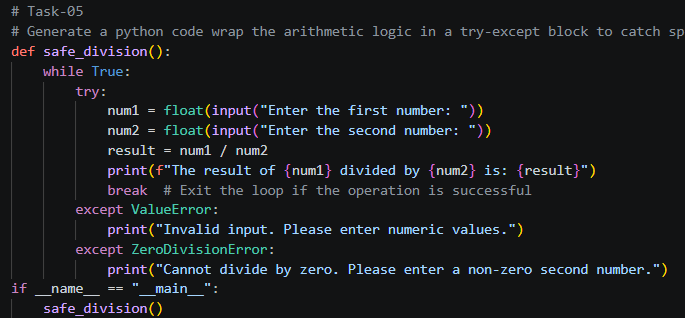 # Task-05
# Generate a python code wrap the arithmetic logic in a try-except block to catch sp
def safe_division():
    while True:
        try:
            num1 = float(input("Enter the first number: "))
            num2 = float(input("Enter the second number: "))
            result = num1 / num2
            print(f"The result of {num1} divided by {num2} is: {result}")
            break  # Exit the loop if the operation is successful
        except ValueError:
            print("Invalid input. Please enter numeric values.")
        except ZeroDivisionError:
            print("Cannot divide by zero. Please enter a non-zero second number.")
if __name__ == "__main__":
    safe_division()